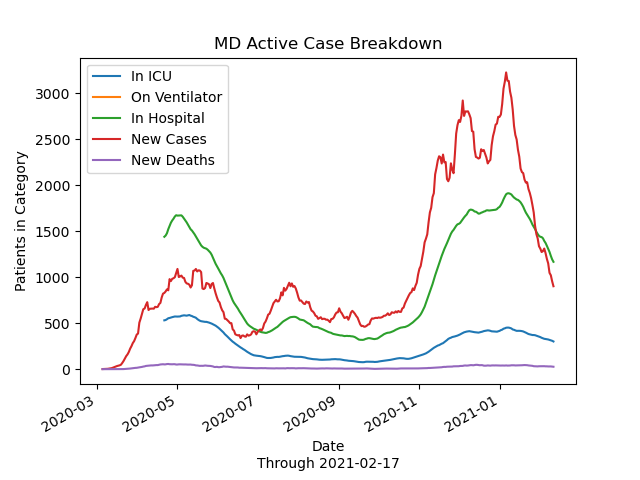 MD Active Case Breakdown
In ICU
On Ventilator
In Hospital
New Cases
New Deaths
Patients in Category
3000
2500
2000
1500
1000
500
0
2020-03
2020-05
2020-07
2020-09
2020-11
2021-01
Date
Through 2021-02-17